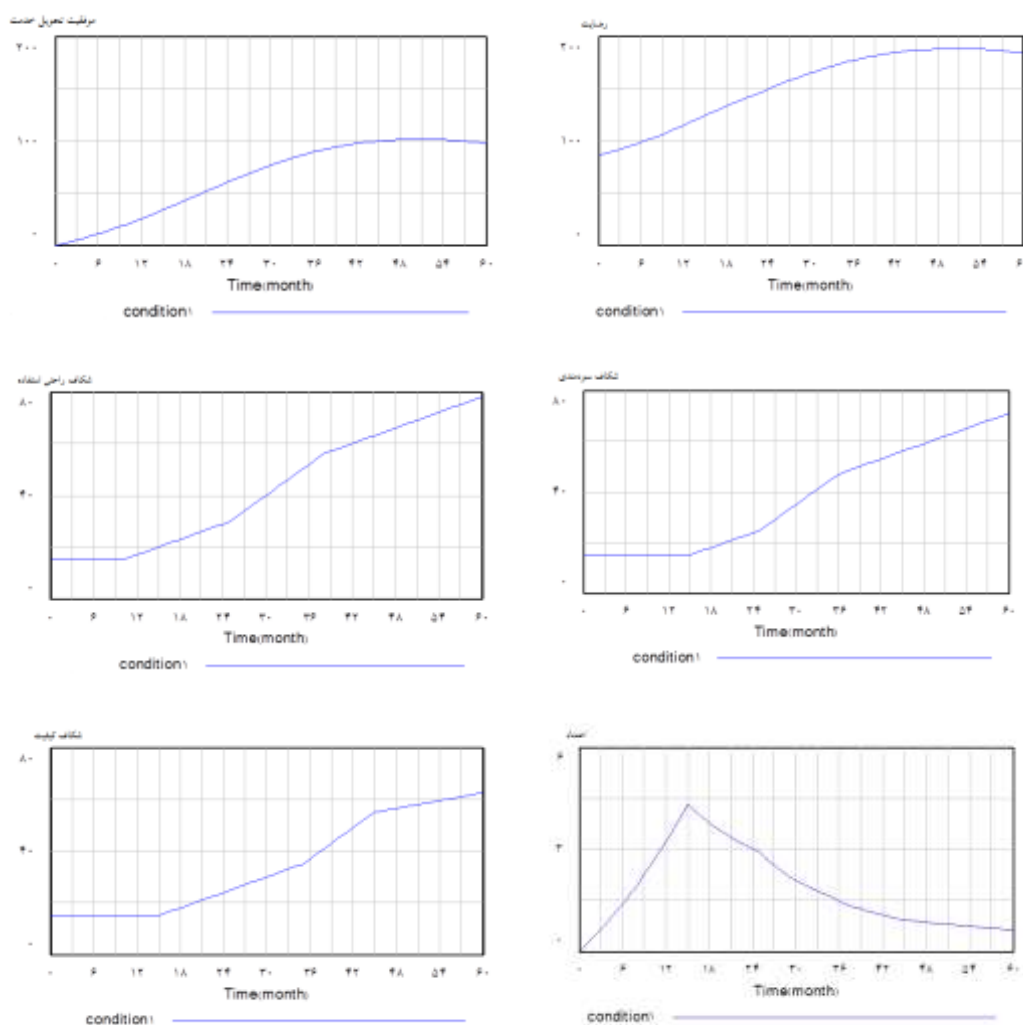 موفقیت تحویل خدمت
۲۰۰
۱۰۰
۰
۰ ۶ ۱۲ ۱۸ ۲۴ ۳۰ ۳۶ ۴۲ ۴۸ ۵۴ ۶۰
Time(month)
condition۱
رضایت
۲۰۰
۱۰۰
۰
۰ ۶ ۱۲ ۱۸ ۲۴ ۳۰ ۳۶ ۴۲ ۴۸ ۵۴ ۶۰
Time(month)
condition۱
شکاف راحتی استفاده
۸۰
۴۰
۰
۰ ۶ ۱۲ ۱۸ ۲۴ ۳۰ ۳۶ ۴۲ ۴۸ ۵۴ ۶۰
Time(month)
condition۱
شکاف سودمندی
۸۰
۴۰
۰
۰ ۶ ۱۲ ۱۸ ۲۴ ۳۰ ۳۶ ۴۲ ۴۸ ۵۴ ۶۰
Time(month)
condition۱
شکاف کیفیت
۸۰
۴۰
۰
۰ ۶ ۱۲ ۱۸ ۲۴ ۳۰ ۳۶ ۴۲ ۴۸ ۵۴ ۶۰
Time(month)
condition۱
اعتماد
۶
۳
۰
۰ ۶ ۱۲ ۱۸ ۲۴ ۳۰ ۳۶ ۴۲ ۴۸ ۵۴ ۶۰
Time(month)
condition۱